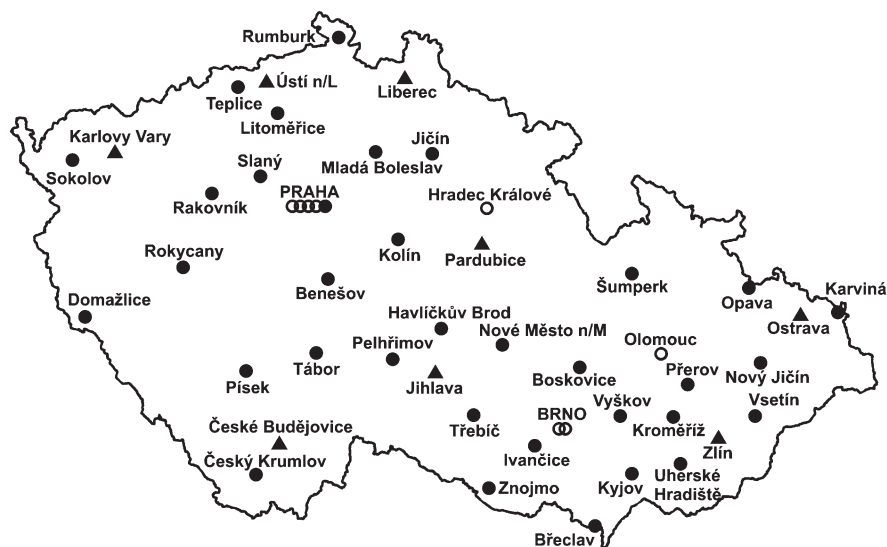 Rumburk
Ústí n/L
Teplice
Liberec
Litoměřice
Karlovy Vary
Jičín
Sokolov
Slaný
Mladá Boleslav
Rakovník
PRAHA
Hradec Králové
Rokycany
Kolín
Pardubice
Benešov
Šumperk
Domažlice
Opava
Karviná
Ostrava
Havlíčkův Brod
Nové Město n/M
Olomouc
Pelhřimov
Tábor
Písek
Jihlava
Boskovice
Přerov
Nový Jičín
Vyškov
Vsetín
České Budějovice
Třebíč
BRNO
Kroměříž
Zlín
Český Krumlov
Ivančice
Uherské
Hradiště
Znojmo
Kyjov
Břeclav